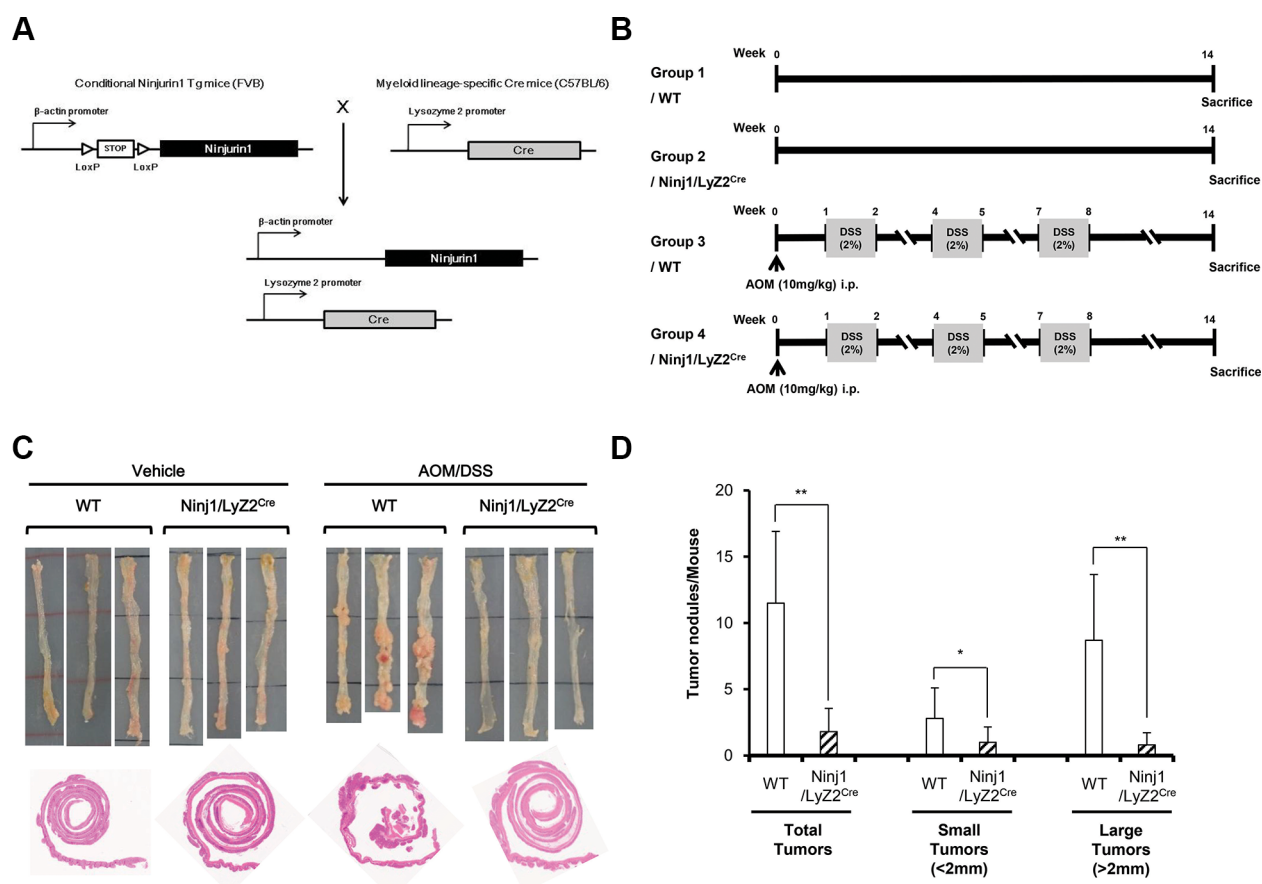 A
Conditional Ninjurin1 Tg mice (FVB)
Myeloid lineage-specific Cre mice (C57BL/6)
β-actin promoter
X
Lysozyme 2 promoter
STOP
Ninjurin1
Cre
LoxP
LoxP
β-actin promoter
Ninjurin1
Lysozyme 2 promoter
Cre
B
Week 0 14
Group 1
/ WT
Sacrifice
Week 0 14
Group 2
/ Ninj1/LyZ2Cre
Sacrifice
Week 0 1 2 4 5 7 8 14
Group 3
/ WT
DSS
(2%)
DSS
(2%)
DSS
(2%)
Sacrifice
AOM (10mg/kg) i.p.
Week 0 1 2 4 5 7 8 14
Group 4
/ Ninj1/LyZ2Cre
DSS
(2%)
DSS
(2%)
DSS
(2%)
Sacrifice
AOM (10mg/kg) i.p.
C
Vehicle
AOM/DSS
WT
Ninj1/LyZ2Cre
WT
Ninj1/LyZ2Cre
D
Tumor nodules/Mouse
20
15
10
5
0
**
*
**
WT
Ninj1
/LyZ2Cre
WT
Ninj1
/LyZ2Cre
WT
Ninj1
/LyZ2Cre
Total
Tumors
Small
Tumors
(<2mm)
Large
Tumors
(>2mm)